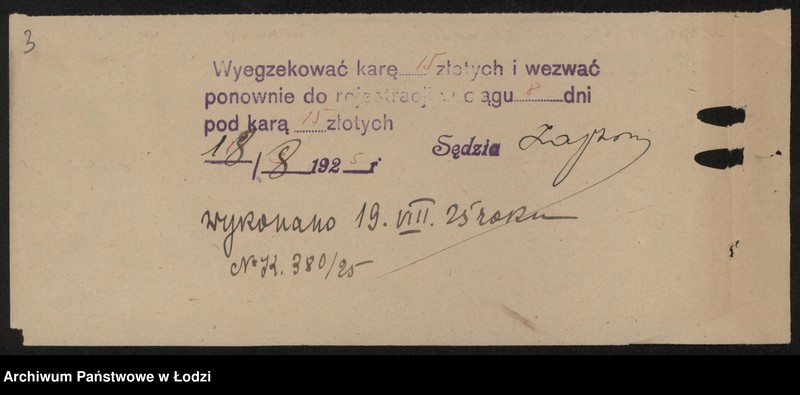 3
Wyegzekować karę 15 złotych i wezwać
ponownie do rejestracji w ciągu 8 dni
pod karą 15 złotych
18/8 1925 r
Sędzia
wykonano 19. VIII. 25 roku
№ K. 380/25
Archiwum Państwowe w Łodzi